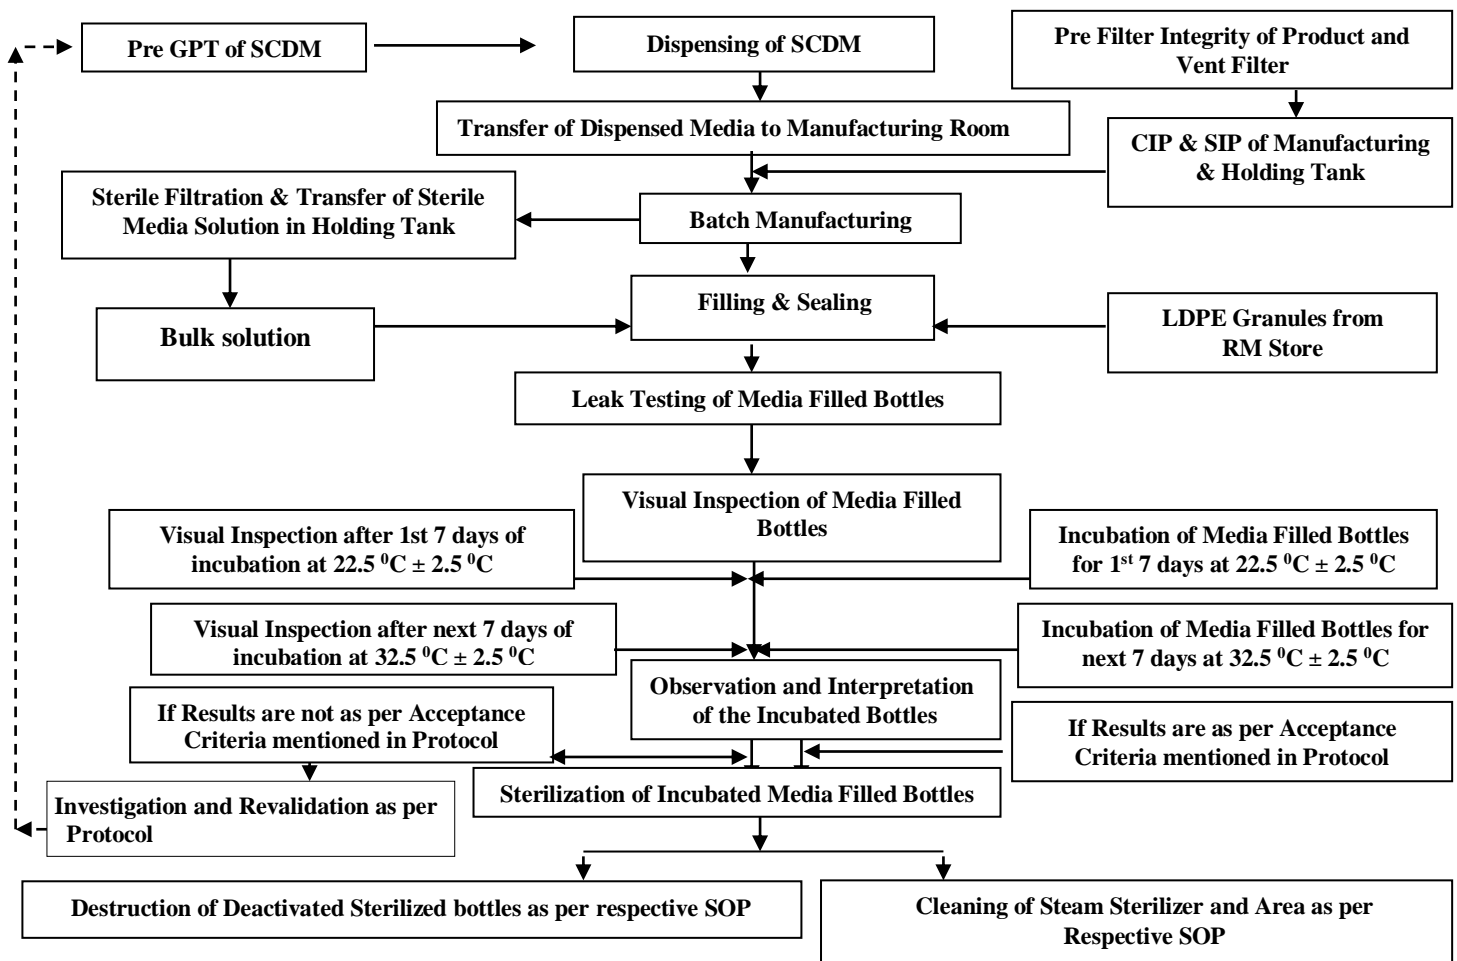 Pre GPT of SCDM
Dispensing of SCDM
Pre Filter Integrity of Product and
Vent Filter
Transfer of Dispensed Media to Manufacturing Room
CIP & SIP of Manufacturing
& Holding Tank
Sterile Filtration & Transfer of Sterile
Media Solution in Holding Tank
Batch Manufacturing
Filling & Sealing
Bulk solution
LDPE Granules from
RM Store
Leak Testing of Media Filled Bottles
Visual Inspection of Media Filled
Bottles
Visual Inspection after 1st 7 days of
incubation at 22.5 ⁰C ± 2.5 ⁰C
Incubation of Media Filled Bottles
for 1ˢᵗ 7 days at 22.5 ⁰C ± 2.5 ⁰C
Visual Inspection after next 7 days of
incubation at 32.5 ⁰C ± 2.5 ⁰C
Incubation of Media Filled Bottles for
next 7 days at 32.5 ⁰C ± 2.5 ⁰C
Observation and Interpretation
of the Incubated Bottles
If Results are not as per Acceptance
Criteria mentioned in Protocol
If Results are as per Acceptance
Criteria mentioned in Protocol
Investigation and Revalidation as per
Protocol
Sterilization of Incubated Media Filled Bottles
Destruction of Deactivated Sterilized bottles as per respective SOP
Cleaning of Steam Sterilizer and Area as per
Respective SOP